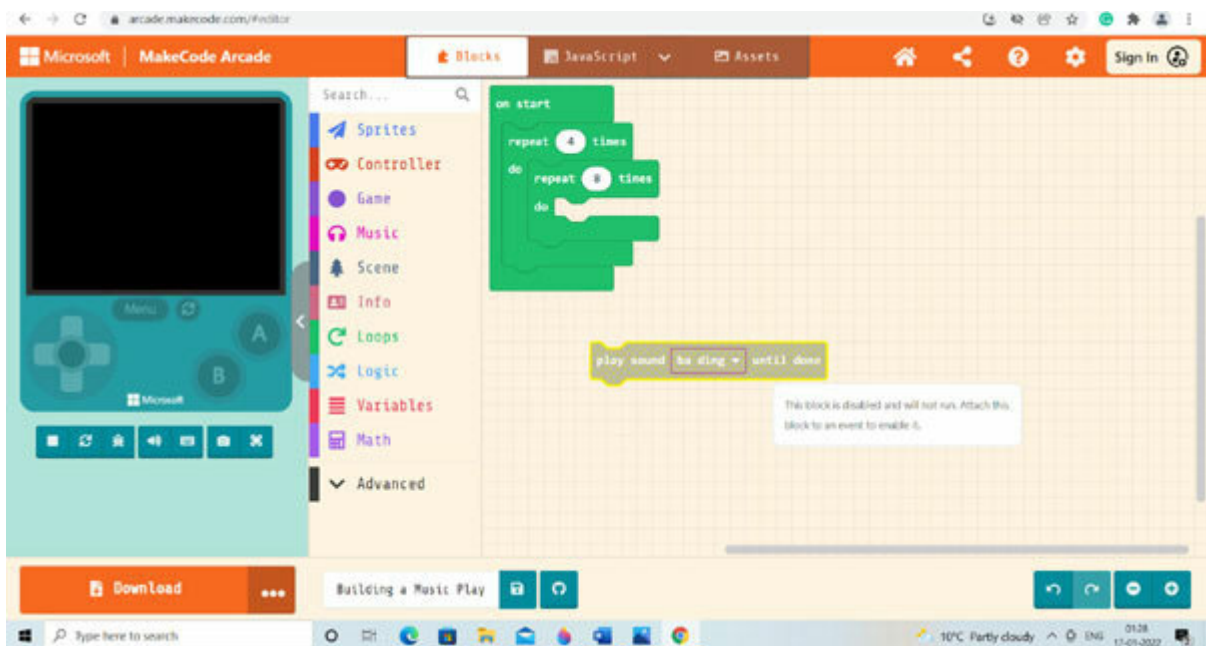 arcade.makecode.com/#editor
Microsoft | MakeCode Arcade
Blocks
JavaScript
Assets
Sign In
Search...
Sprites
Controller
Game
Music
Scene
Info
Loops
Logic
Variables
Math
Advanced
on start
repeat 4 times
do
repeat 8 times
do
play sound ba ding until done
This block is disabled and will not run. Attach this
block to an event to enable it.
Menu
A
B
Microsoft
Download
Building a Music Play
Type here to search
10°C Partly cloudy
ENG
01:28
17-01-2022